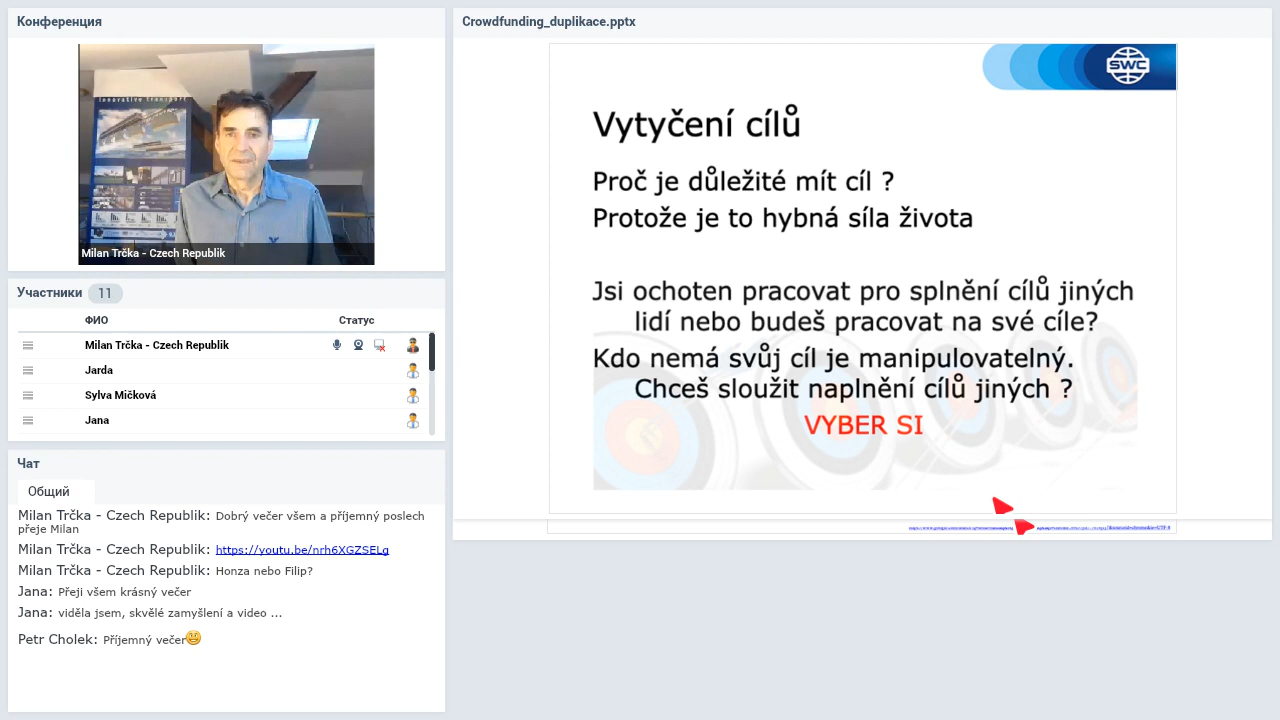 Конференция
Innovative transport
Milan Trčka - Czech Republik
Участники 11
ФИО Статус
Milan Trčka - Czech Republik
Jarda
Sylva Mičková
Jana
Чат
Общий
Milan Trčka - Czech Republik: Dobrý večer všem a příjemný poslech
přeje Milan
Milan Trčka - Czech Republik: https://youtu.be/nrh6XGZSELg
Milan Trčka - Czech Republik: Honza nebo Filip?
Jana: Přeji všem krásný večer
Jana: viděla jsem, skvělé zamyšlení a video ...
Petr Cholek: Příjemný večer
Crowdfunding_duplikace.pptx
SWC
Vytyčení cílů
Proč je důležité mít cíl ?
Protože je to hybná síla života
Jsi ochoten pracovat pro splnění cílů jiných
lidí nebo budeš pracovat na své cíle?
Kdo nemá svůj cíl je manipulovatelný.
Chceš sloužit naplnění cílů jiných ?
VYBER SI